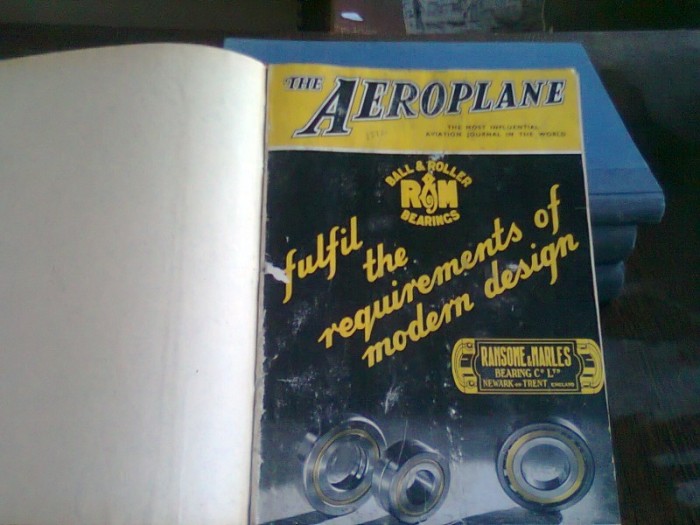 THE AEROPLANE
THE MOST INFLUENTIAL
AVIATION JOURNAL IN THE WORLD
BALL & ROLLER
R&M
BEARINGS
fulfil
the
requirements of
modern design
RANSOME & MARLES
BEARING Co LTD
NEWARK-ON-TRENT, ENGLAND